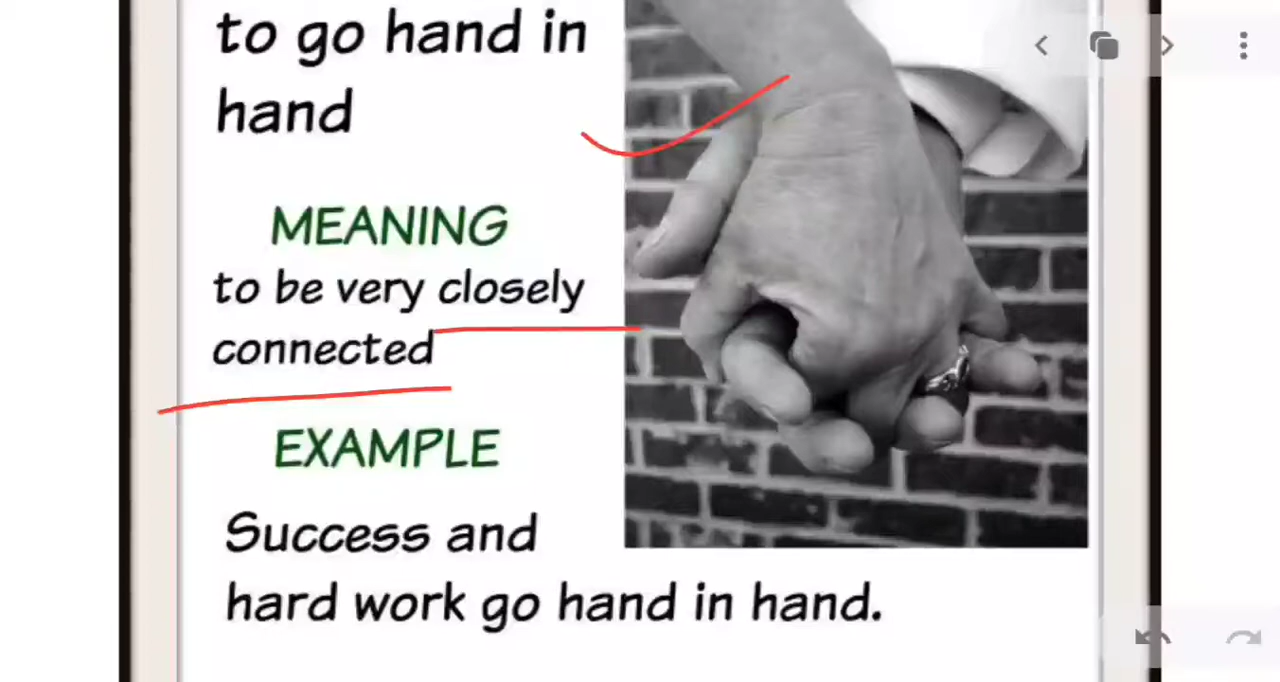 to go hand in
hand
MEANING
to be very closely
connected
EXAMPLE
Success and
hard work go hand in hand.